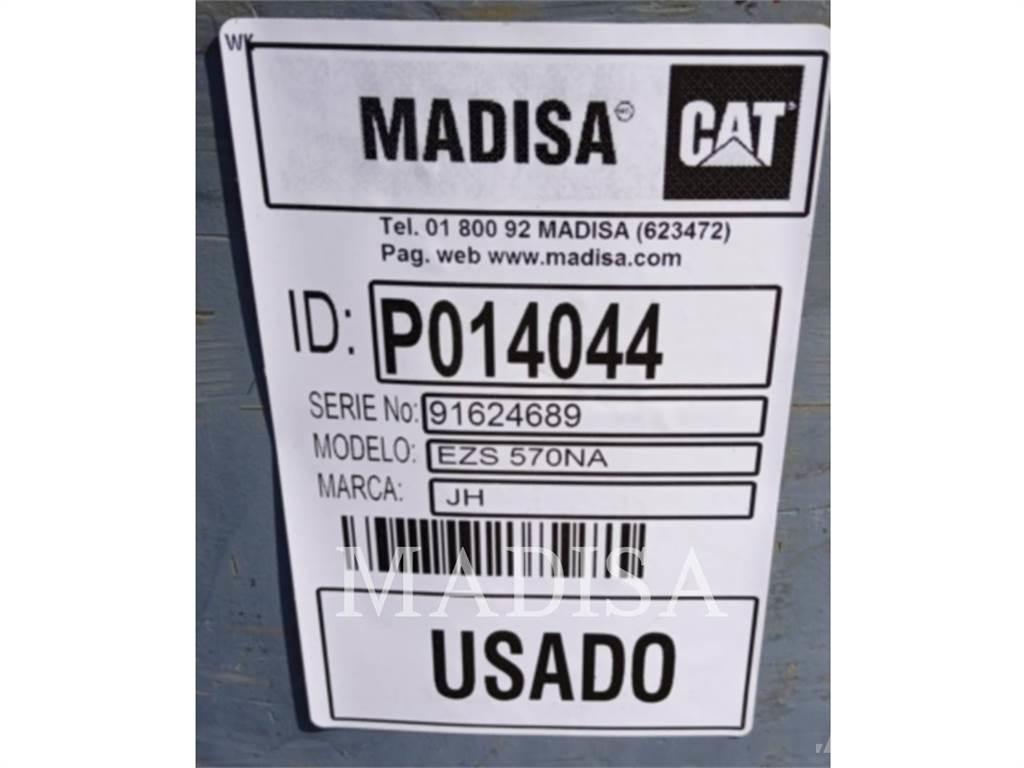 WK
MADISA CAT
Tel. 01 800 92 MADISA (623472)
Pag. web www.madisa.com
ID: P014044
SERIE No: 91624689
MODELO: EZS 570NA
MARCA: JH
MADISA
USADO